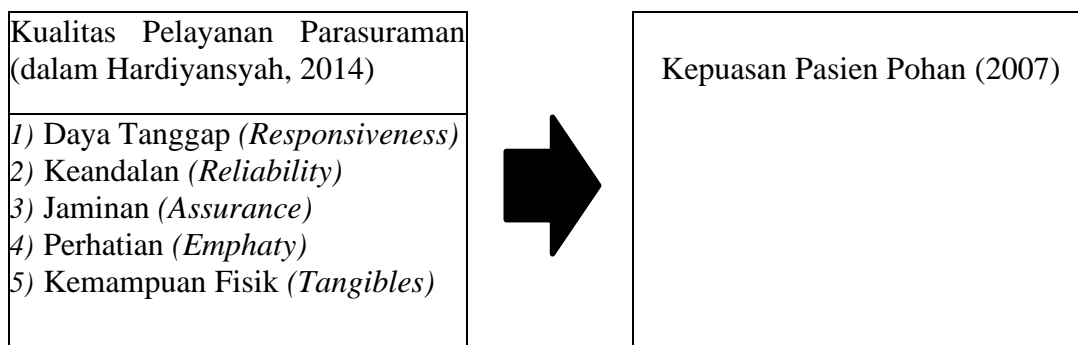 Kualitas Pelayanan Parasuraman
(dalam Hardiyansyah, 2014)
1) Daya Tanggap (Responsiveness)
2) Keandalan (Reliability)
3) Jaminan (Assurance)
4) Perhatian (Emphaty)
5) Kemampuan Fisik (Tangibles)
Kepuasan Pasien Pohan (2007)